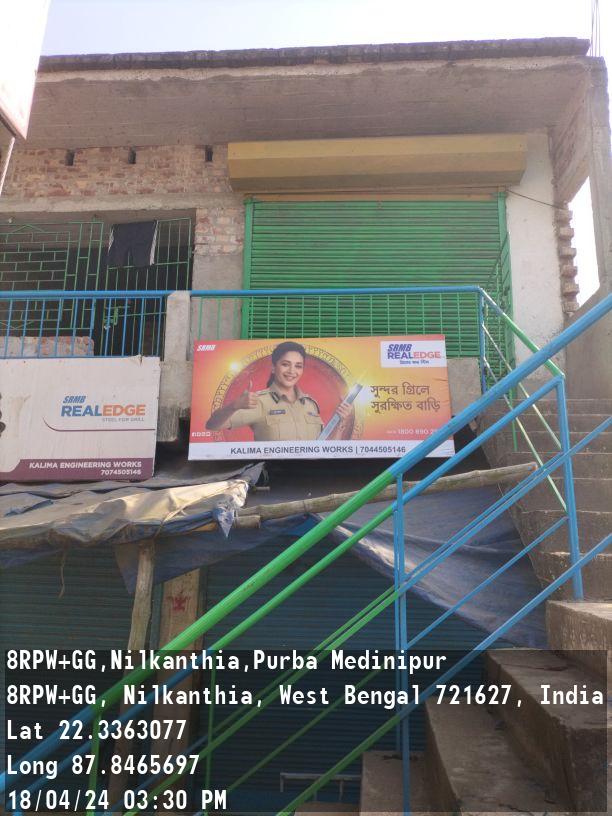 SRMB
SRMB
REALEDGE
সুন্দর গ্রিলে
সুরক্ষিত বাড়ি
1800 890
KALIMA ENGINEERING WORKS | 7044505146
SRMB
REALEDGE
STEEL FOR GRILL
KALIMA ENGINEERING WORKS
7074505146
8RPW+GG,Nilkanthia,Purba Medinipur
8RPW+GG, Nilkanthia, West Bengal 721627, India
Lat 22.3363077
Long 87.8465697
18/04/24 03:30 PM